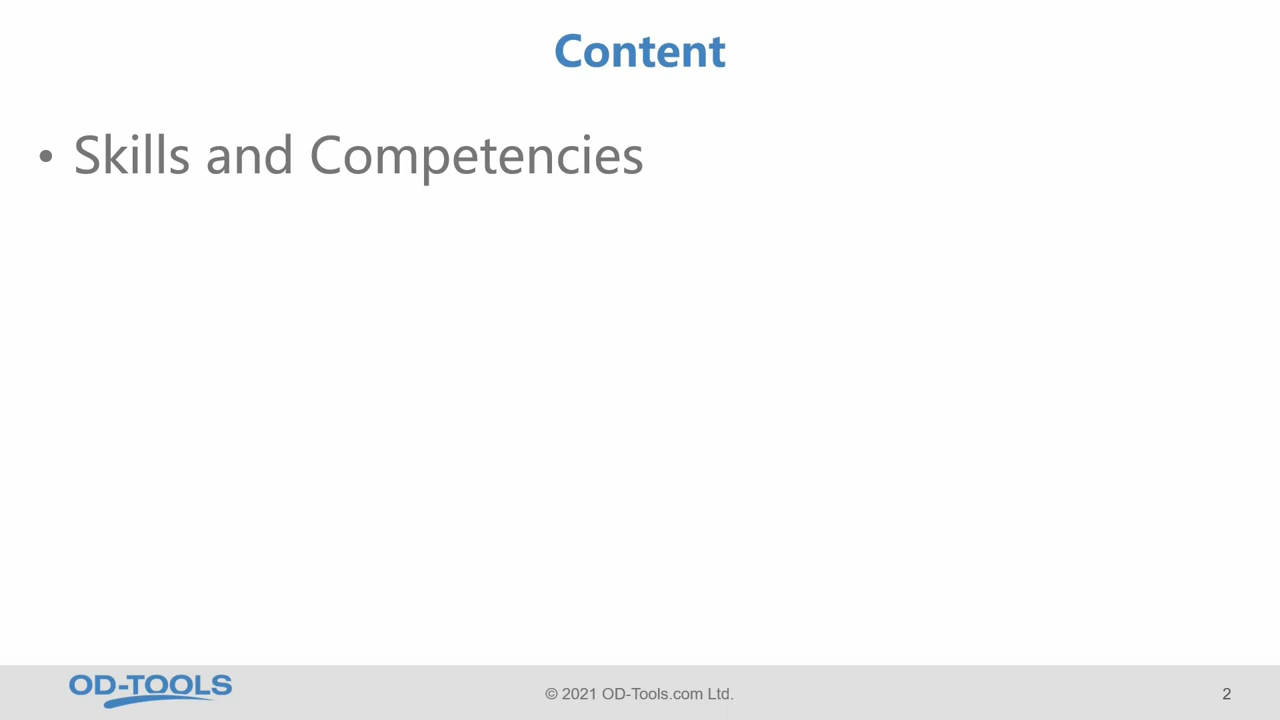 Content
• Skills and Competencies
OD-TOOLS
© 2021 OD-Tools.com Ltd.
2